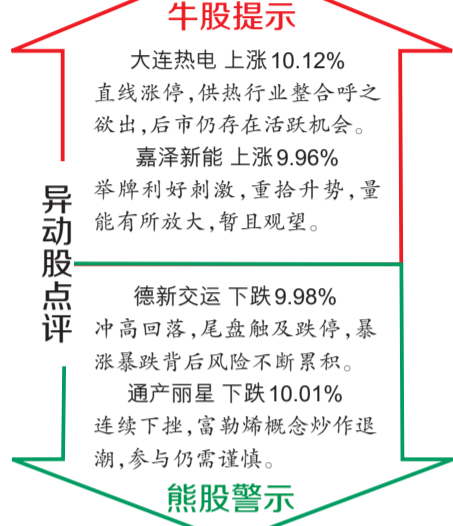 牛股提示
大连热电 上涨10.12%
直线涨停,供热行业整合呼之
欲出,后市仍存在活跃机会。
嘉泽新能 上涨9.96%
举牌利好刺激,重拾升势,量
能有所放大,暂且观望。
异动股点评
德新交运 下跌9.98%
冲高回落,尾盘触及跌停,暴
涨暴跌背后风险不断累积。
通产丽星 下跌10.01%
连续下挫,富勒烯概念炒作退
潮,参与仍需谨慎。
熊股警示